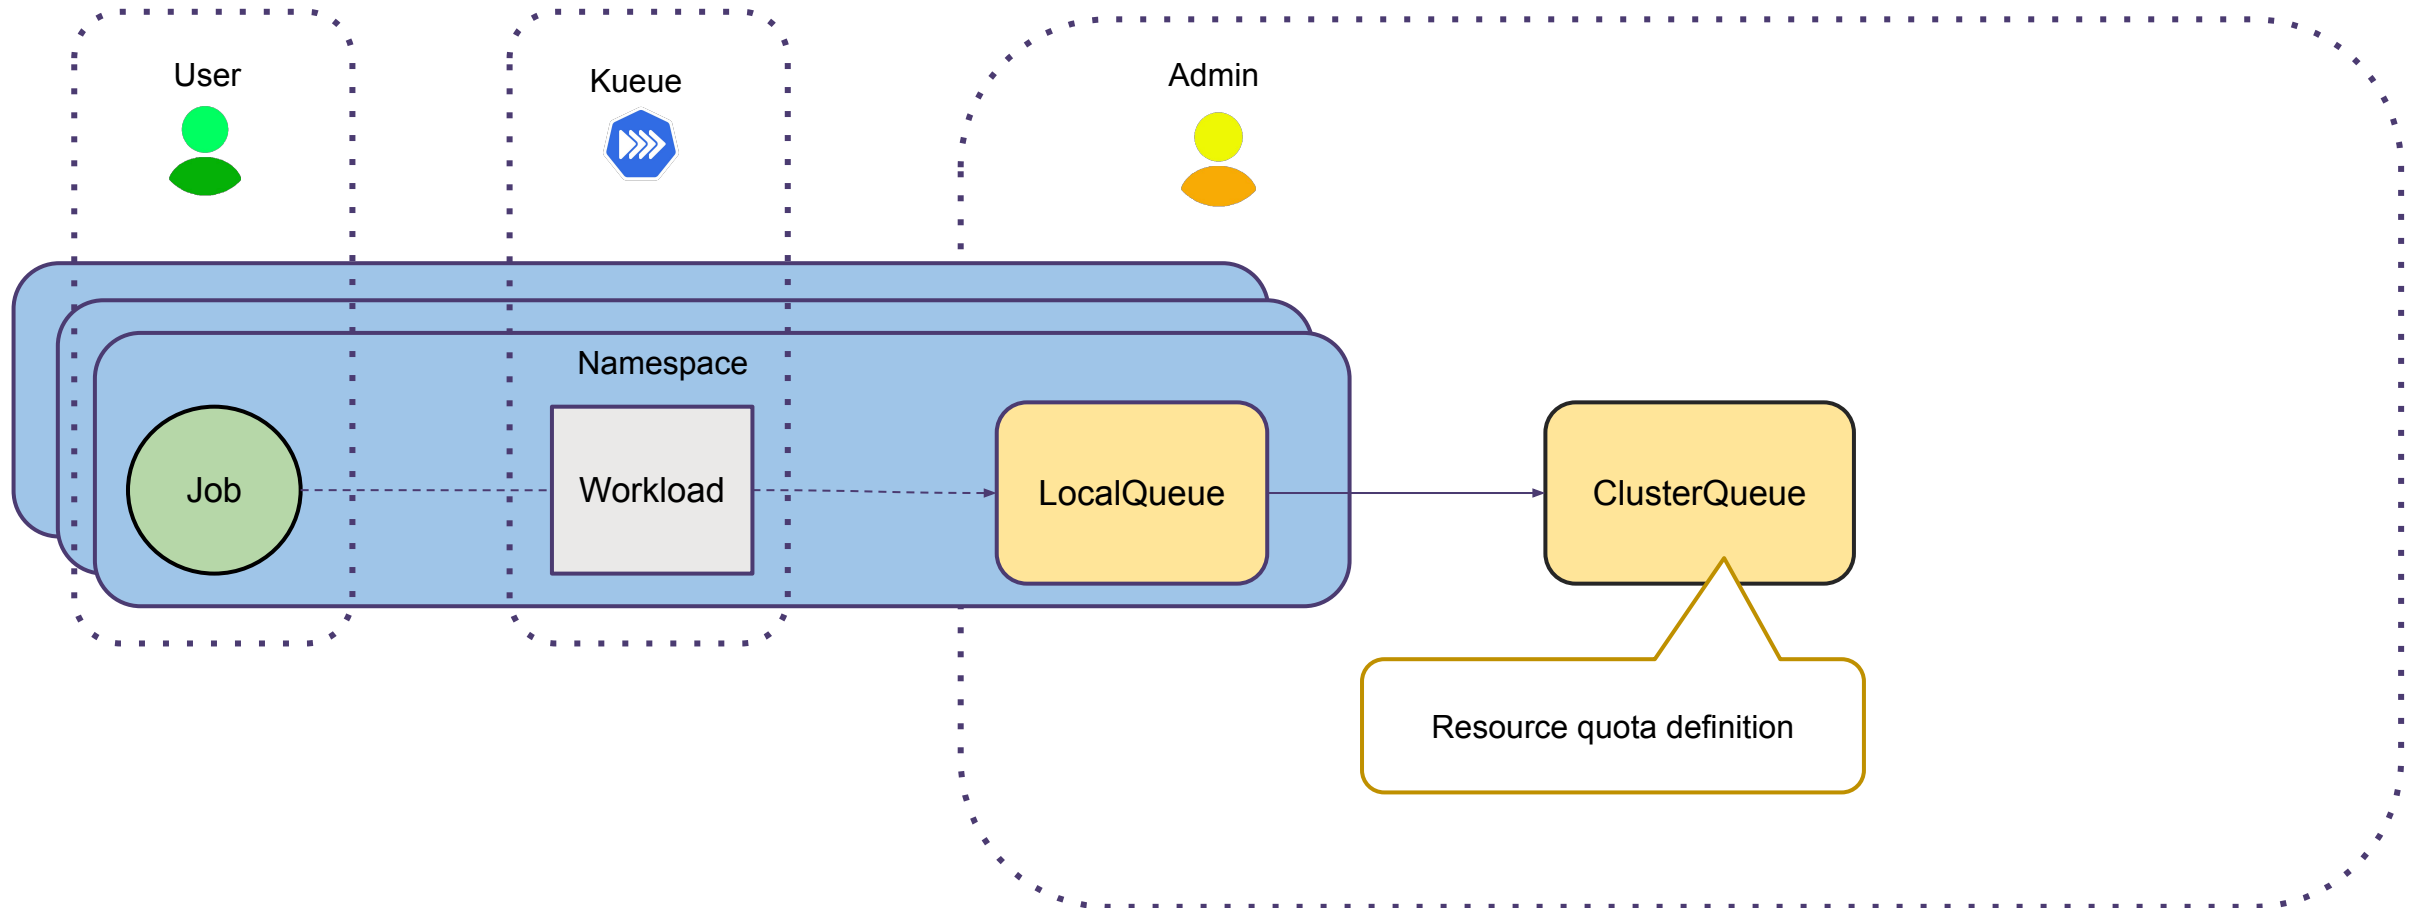 User
Kueue
Admin
Namespace
Job
Workload
LocalQueue
ClusterQueue
Resource quota definition